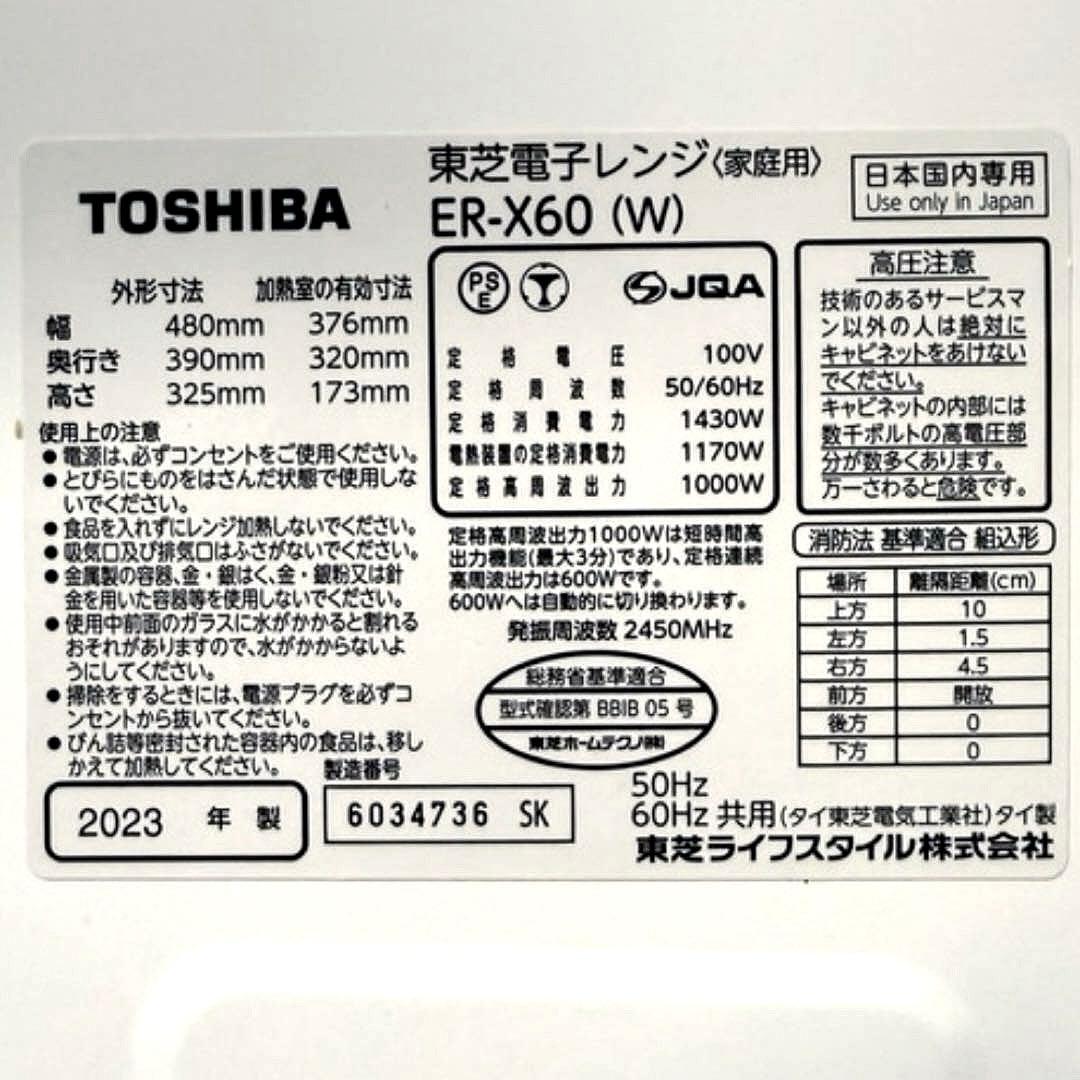 TOSHIBA
東芝電子レンジ〈家庭用〉
ER-X60 (W)
日本国内専用
Use only in Japan
外形寸法 加熱室の有効寸法
幅 480mm 376mm
奥行き 390mm 320mm
高さ 325mm 173mm
使用上の注意
●電源は、必ずコンセントをご使用ください。
●とびらにものをはさんだ状態で使用しな
いでください。
●食品を入れずにレンジ加熱しないでください。
●吸気口及び排気口はふさがないでください。
●金属製の容器、金・銀はく、金・銀粉又は針
金を用いた容器等を使用しないでください。
●使用中前面のガラスに水がかかると割れる
おそれがありますので、水がかからないよ
うにしてください。
●掃除をするときには、電源プラグを必ずコ
ンセントから抜いてください。
●びん詰等密封された容器内の食品は、移し
かえて加熱してください。
PS
E
JQA
定格電圧 100V
定格周波数 50/60Hz
定格消費電力 1430W
電熱装置の定格消費電力 1170W
定格高周波出力 1000W
定格高周波出力1000Wは短時間高
出力機能(最大3分)であり、定格連続
高周波出力は600Wです。
600Wへは自動的に切り換わります。
発振周波数 2450MHz
総務省基準適合
型式確認第 BBIB 05 号
東芝ホームテクノ㈱
高圧注意
技術のあるサービスマ
ン以外の人は絶対に
キャビネットをあけない
でください。
キャビネットの内部には
数千ボルトの高電圧部
分が数多くあります。
万一さわると危険です。
消防法 基準適合 組込形
場所 離隔距離(cm)
上方 10
左方 1.5
右方 4.5
前方 開放
後方 0
下方 0
2023 年 製
製造番号
6034736 SK
50Hz
60Hz 共用(タイ東芝電気工業社)タイ製
東芝ライフスタイル株式会社